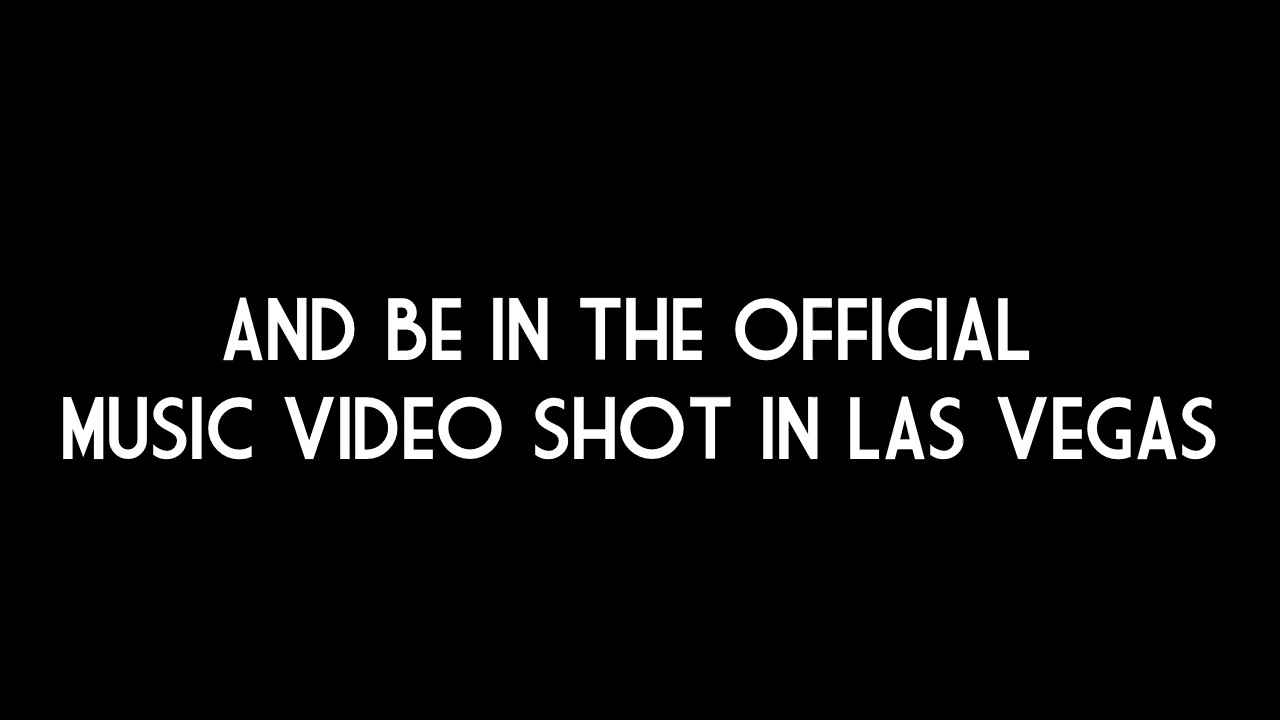 AND BE IN THE OFFICIAL
MUSIC VIDEO SHOT IN LAS VEGAS